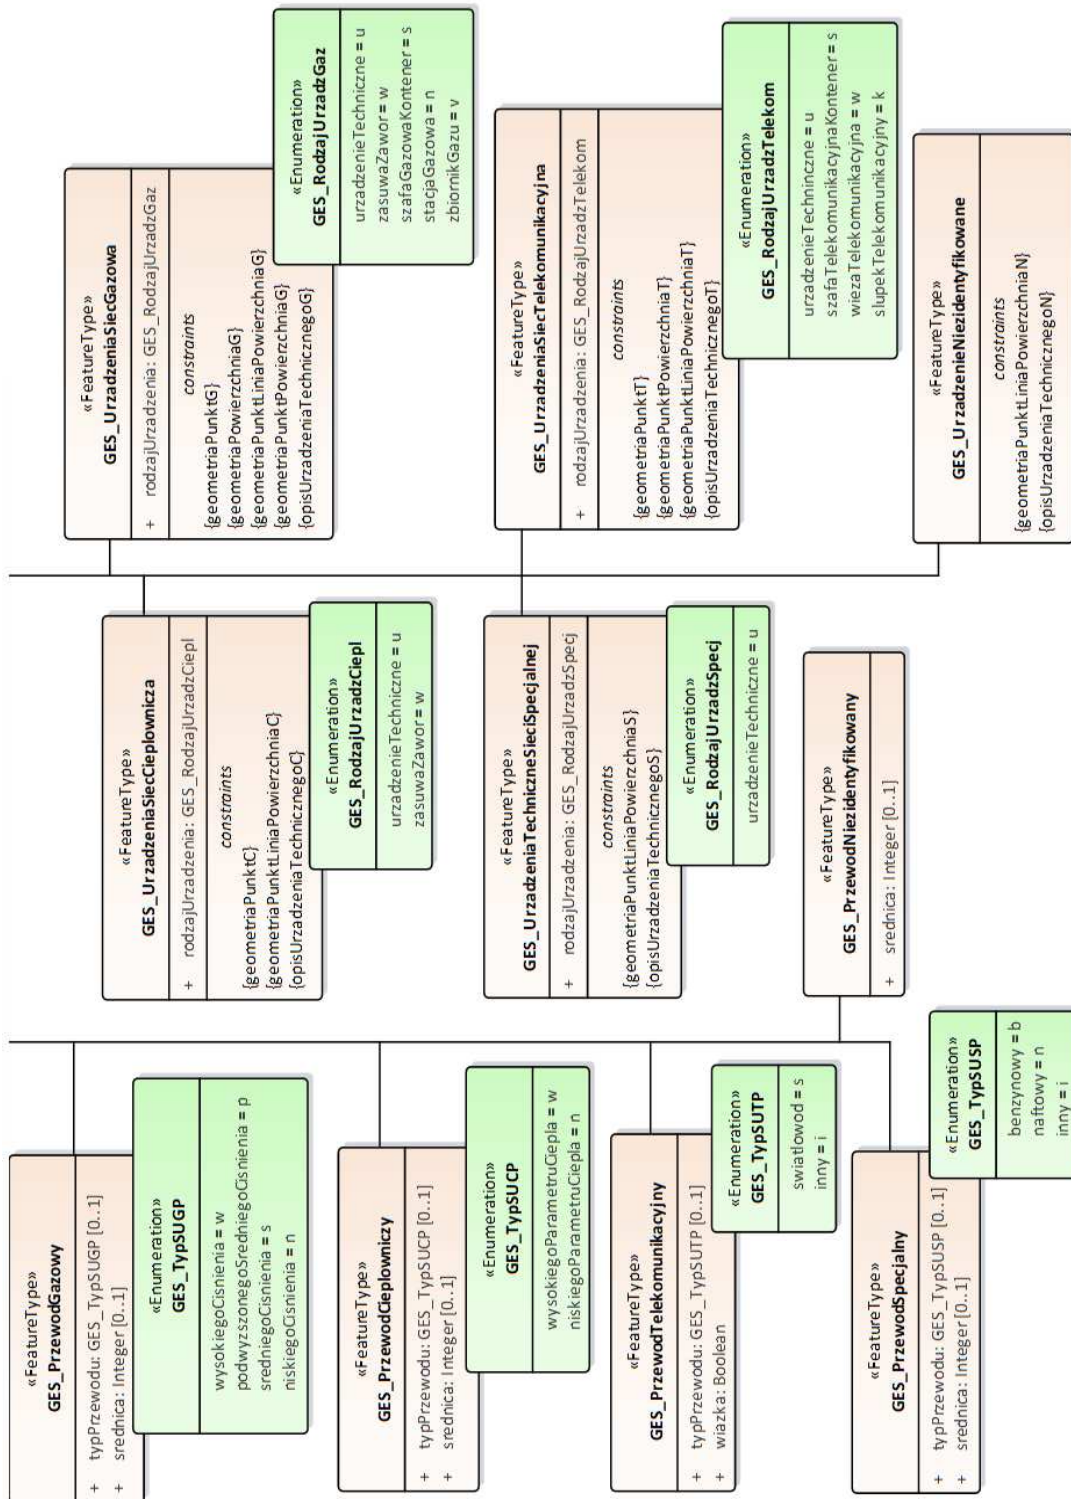 «FeatureType»
GES_PrzewodGazowy
+ typPrzewodu: GES_TypSUGP [0..1]
+ srednica: Integer [0..1]
«Enumeration»
GES_TypSUGP
wysokiegoCisnienia = w
podwyzszonegoSredniegoCisnienia = p
sredniegoCisnienia = s
niskiegoCisnienia = n
«FeatureType»
GES_PrzewodCieplowniczy
+ typPrzewodu: GES_TypSUCP [0..1]
+ srednica: Integer [0..1]
«Enumeration»
GES_TypSUCP
wysokiegoParametruCiepla = w
niskiegoParametruCiepla = n
«FeatureType»
GES_PrzewodTelekomunikacyjny
+ typPrzewodu: GES_TypSUTP [0..1]
+ wiazka: Boolean
«Enumeration»
GES_TypSUTP
swiatlowod = s
inny = i
«FeatureType»
GES_PrzewodSpecjalny
+ typPrzewodu: GES_TypSUSP [0..1]
+ srednica: Integer [0..1]
«Enumeration»
GES_TypSUSP
benzynowy = b
naftowy = n
inny = i
«FeatureType»
GES_UrzadzeniaSiecCieplownicza
+ rodzajUrzadzenia: GES_RodzajUrzadzCiepl
constraints
{geometriaPunktC}
{geometriaPunktLiniaPowierzchniaC}
{opisUrzadzeniaTechnicznegoC}
«Enumeration»
GES_RodzajUrzadzCiepl
urzadzenieTechniczne = u
zasuwaZawor = w
«FeatureType»
GES_UrzadzeniaTechniczneSieciSpecjalnej
+ rodzajUrzadzenia: GES_RodzajUrzadzSpecj
constraints
{geometriaPunktLiniaPowierzchniaS}
{opisUrzadzeniaTechnicznegoS}
«Enumeration»
GES_RodzajUrzadzSpecj
urzadzenieTechniczne = u
«FeatureType»
GES_PrzewodNiezidentyfikowany
+ srednica: Integer [0..1]
«FeatureType»
GES_UrzadzeniaSiecGazowa
+ rodzajUrzadzenia: GES_RodzajUrzadzGaz
constraints
{geometriaPunktG}
{geometriaPowierzchniaG}
{geometriaPunktLiniaPowierzchniaG}
{geometriaPunktPowierzchniaG}
{opisUrzadzeniaTechnicznegoG}
«Enumeration»
GES_RodzajUrzadzGaz
urzadzenieTechniczne = u
zasuwaZawor = w
szafaGazowaKontener = s
stacjaGazowa = n
zbiornikGazu = v
«FeatureType»
GES_UrzadzeniaSiecTelekomunikacyjna
+ rodzajUrzadzenia: GES_RodzajUrzadzTelekom
constraints
{geometriaPunktT}
{geometriaPunktPowierzchniaT}
{geometriaPunktLiniaPowierzchniaT}
{opisUrzadzeniaTechnicznegoT}
«Enumeration»
GES_RodzajUrzadzTelekom
urzadzenieTechninczne = u
szafaTelekomunikacyjnaKontener = s
wiezaTelekomunikacyjna = w
slupekTelekomunikacyjny = k
«FeatureType»
GES_UrzadzenieNiezidentyfikowane
constraints
{geometriaPunktLiniaPowierzchniaN}
{opisUrzadzeniaTechnicznegoN}